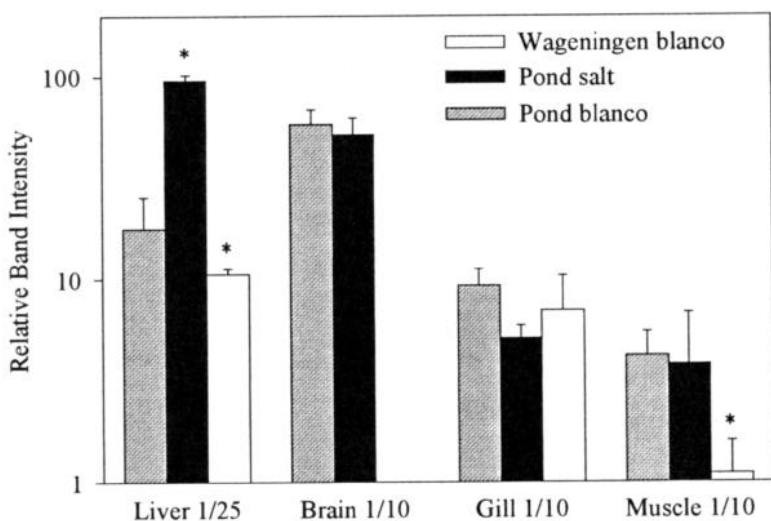 Relative Band Intensity
100
10
1
*
*
*
Wageningen blanco
Pond salt
Pond blanco
Liver 1/25
Brain 1/10
Gill 1/10
Muscle 1/10